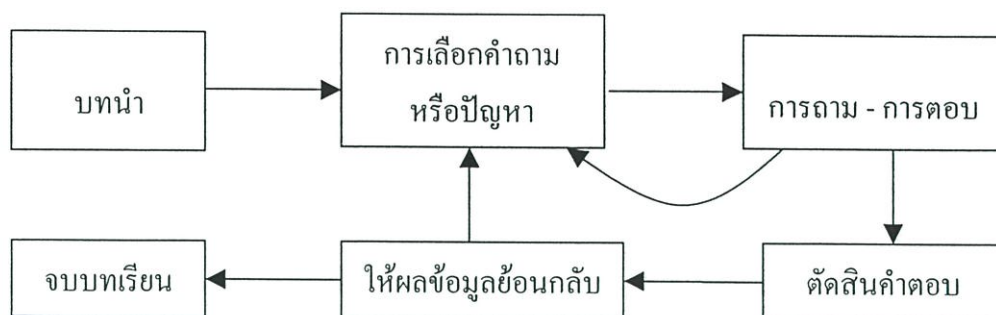 บทนำ
การเลือกคำถาม
หรือปัญหา
การถาม - การตอบ
จบบทเรียน
ให้ผลข้อมูลย้อนกลับ
ตัดสินคำตอบ